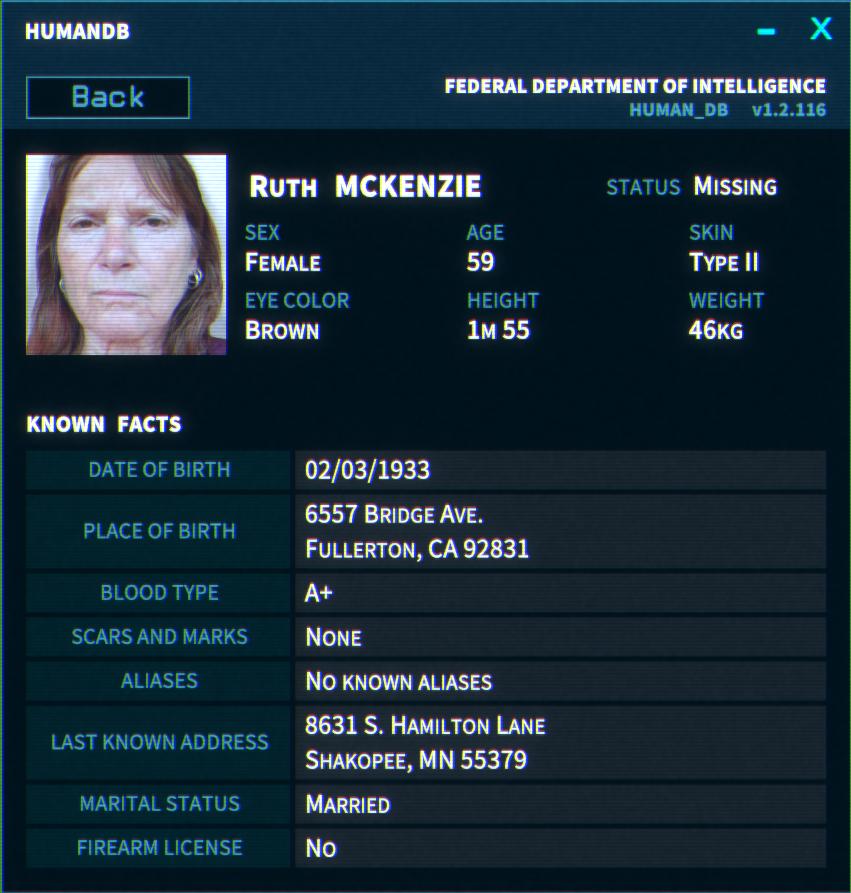 HUMANDB
– X
Back
FEDERAL DEPARTMENT OF INTELLIGENCE
HUMAN_DB v1.2.116
Ruth MCKENZIE
STATUS Missing
SEX AGE SKIN
Female 59 Type II
EYE COLOR HEIGHT WEIGHT
Brown 1m 55 46kg
KNOWN FACTS
DATE OF BIRTH 02/03/1933
PLACE OF BIRTH 6557 Bridge Ave.
Fullerton, CA 92831
BLOOD TYPE A+
SCARS AND MARKS None
ALIASES No known aliases
LAST KNOWN ADDRESS 8631 S. Hamilton Lane
Shakopee, MN 55379
MARITAL STATUS Married
FIREARM LICENSE No